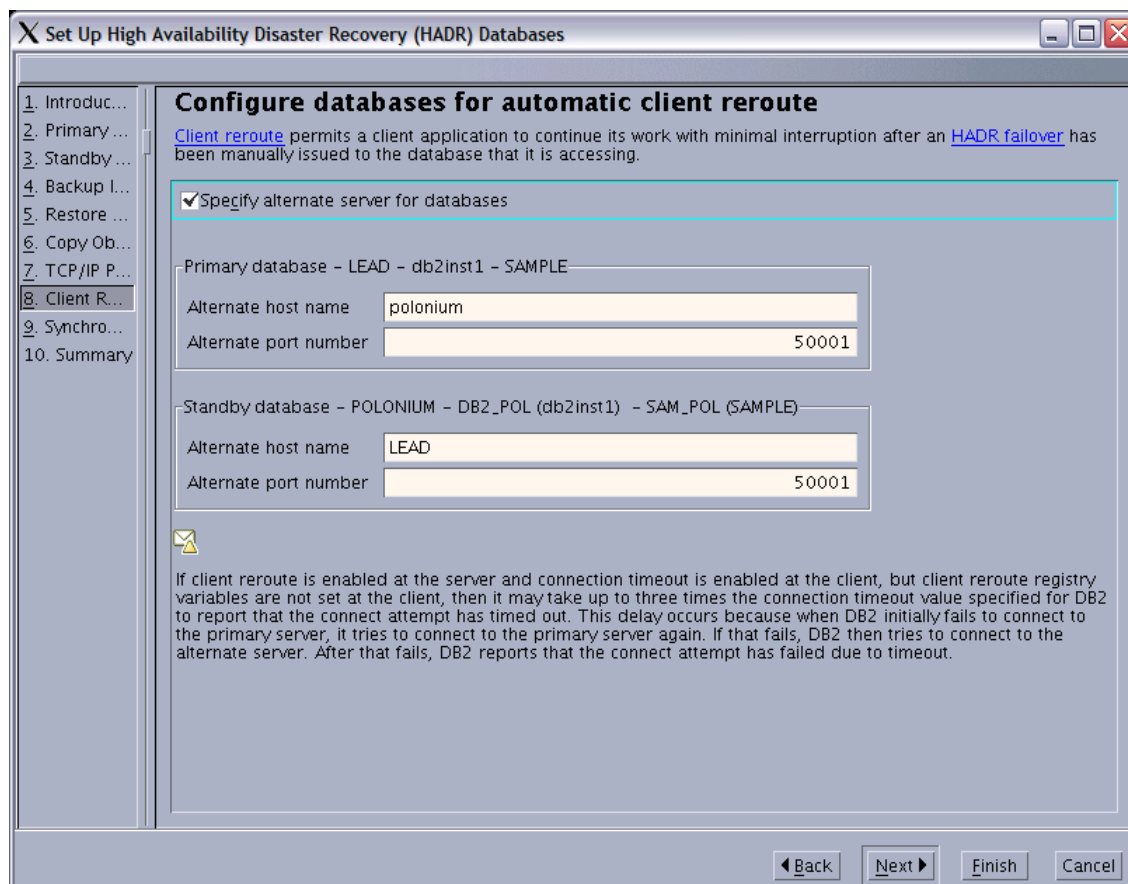 X Set Up High Availability Disaster Recovery (HADR) Databases
1. Introduc...
2. Primary ...
3. Standby ...
4. Backup I...
5. Restore ...
6. Copy Ob...
7. TCP/IP P...
8. Client R...
9. Synchro...
10. Summary
Configure databases for automatic client reroute
Client reroute permits a client application to continue its work with minimal interruption after an HADR failover has
been manually issued to the database that it is accessing.
Specify alternate server for databases
Primary database – LEAD – db2inst1 – SAMPLE
Alternate host name polonium
Alternate port number 50001
Standby database – POLONIUM – DB2_POL (db2inst1) – SAM_POL (SAMPLE)
Alternate host name LEAD
Alternate port number 50001
If client reroute is enabled at the server and connection timeout is enabled at the client, but client reroute registry
variables are not set at the client, then it may take up to three times the connection timeout value specified for DB2
to report that the connect attempt has timed out. This delay occurs because when DB2 initially fails to connect to
the primary server, it tries to connect to the primary server again. If that fails, DB2 then tries to connect to the
alternate server. After that fails, DB2 reports that the connect attempt has failed due to timeout.
Back Next Finish Cancel